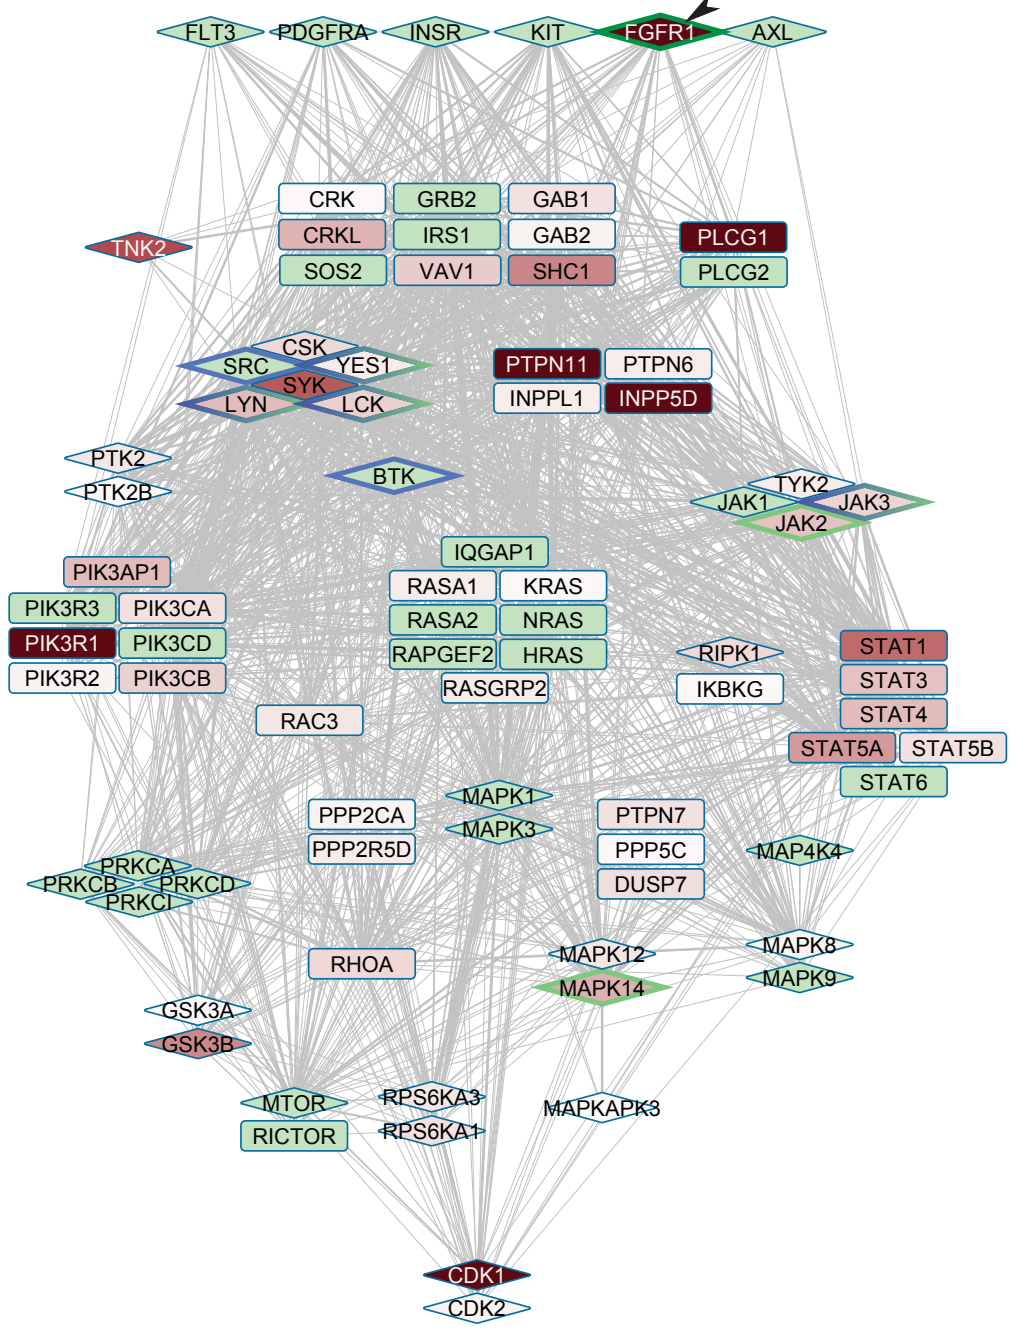 FLT3 PDGFRA INSR KIT FGFR1 AXL
CRK GRB2 GAB1
CRKL IRS1 GAB2 PLCG1
TNK2
SOS2 VAV1 SHC1 PLCG2
CSK
SRC YES1 PTPN11 PTPN6
SYK
LYN LCK INPPL1 INPP5D
PTK2
BTK
PTK2B
TYK2
JAK1 JAK3
JAK2
IQGAP1
PIK3AP1
RASA1 KRAS
PIK3R3 PIK3CA
RASA2 NRAS
PIK3R1 PIK3CD
RAPGEF2 HRAS RIPK1 STAT1
PIK3R2 PIK3CB
RASGRP2 IKBKG STAT3
RAC3 STAT4
STAT5A STAT5B
STAT6
MAPK1
PPP2CA PTPN7
MAPK3
PPP2R5D PPP5C MAP4K4
PRKCA
PRKCB PRKCD DUSP7
PRKCI
MAPK8
MAPK12
RHOA
MAPK9
MAPK14
GSK3A
GSK3B
MTOR RPS6KA3 MAPKAPK3
RICTOR RPS6KA1
CDK1
CDK2